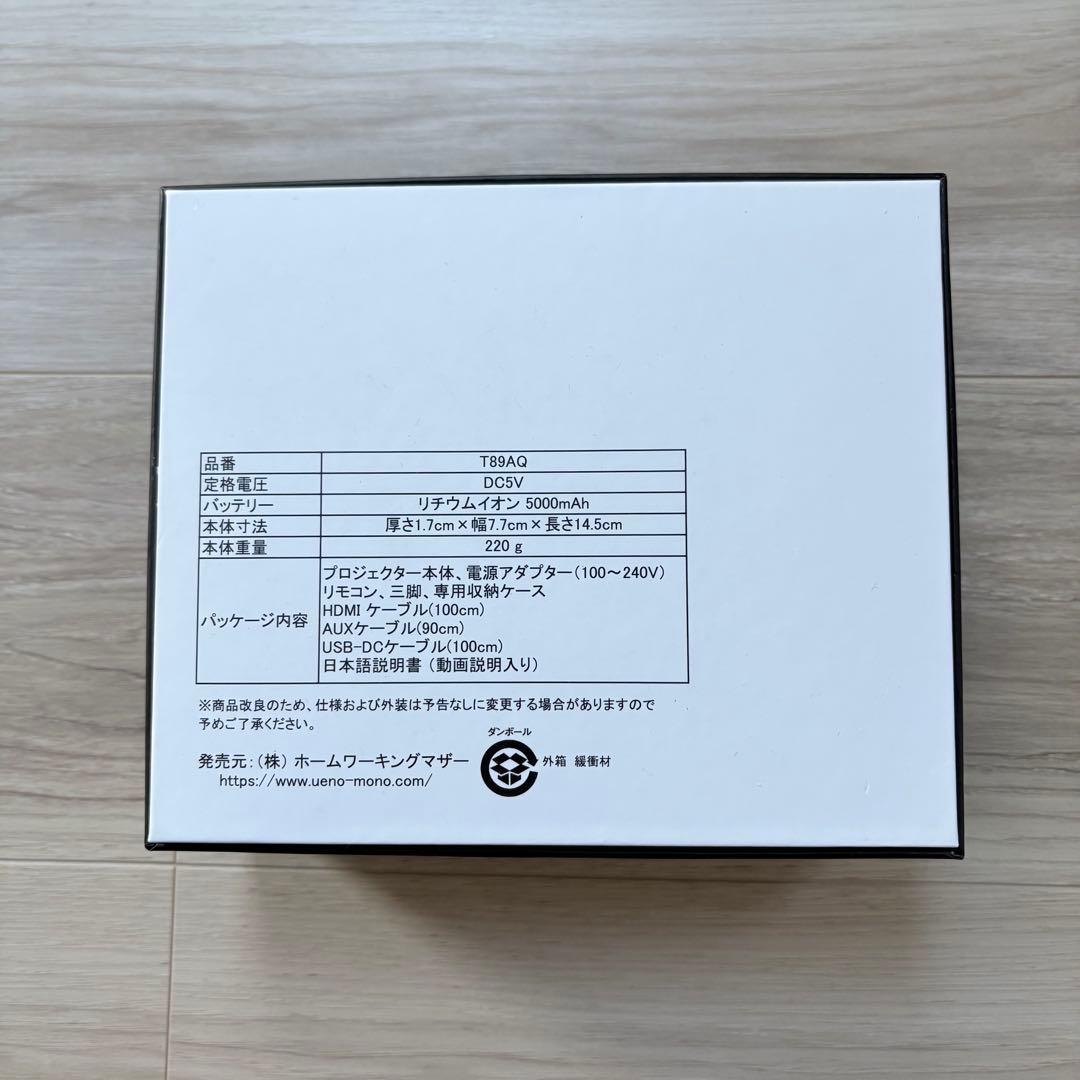 品番 T89AQ
定格電圧 DC5V
バッテリー リチウムイオン 5000mAh
本体寸法 厚さ1.7cm×幅7.7cm×長さ14.5cm
本体重量 220ｇ
パッケージ内容
プロジェクター本体、電源アダプター（100～240V）
リモコン、三脚、専用収納ケース
HDMI ケーブル(100cm)
AUXケーブル(90cm)
USB-DCケーブル(100cm)
日本語説明書（動画説明入り）
※商品改良のため、仕様および外装は予告なしに変更する場合がありますので
予めご了承ください。
発売元：（株）ホームワーキングマザー
https://www.ueno-mono.com/
ダンボール
外箱 緩衝材